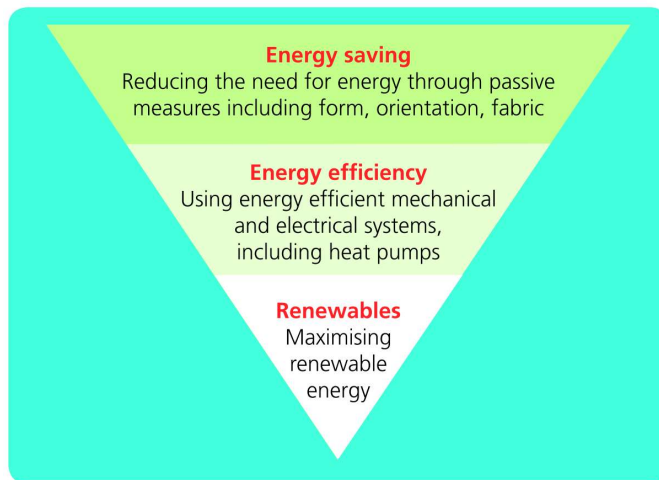 Energy saving
Reducing the need for energy through passive
measures including form, orientation, fabric
Energy efficiency
Using energy efficient mechanical
and electrical systems,
including heat pumps
Renewables
Maximising
renewable
energy